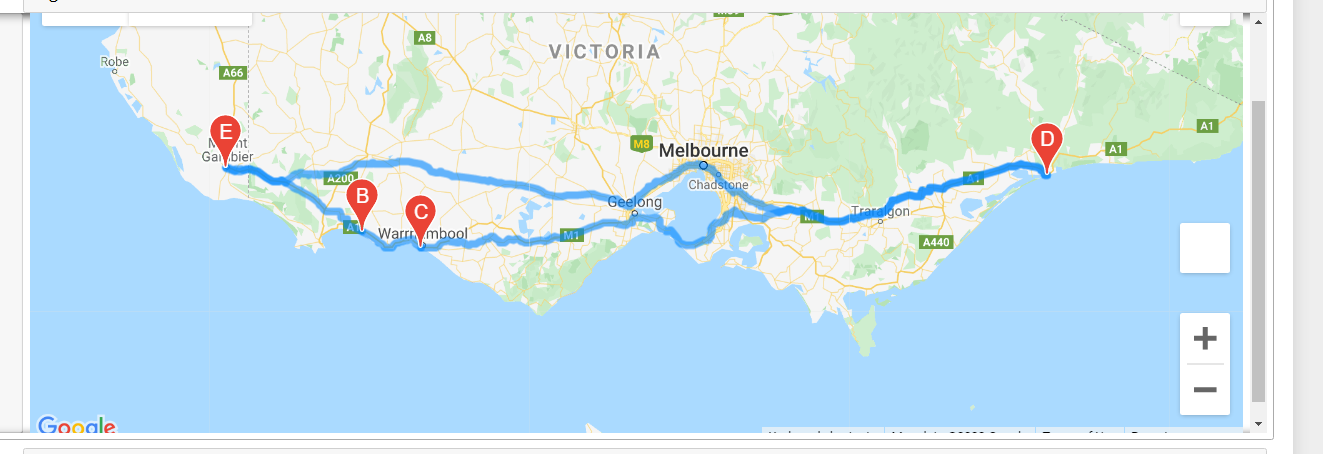 A8
VICTORIA
Robe
A66
M8
Melbourne
A1
A1
E
D
Mount
Gambier
A200
Chadstone
A1
B
C
Geelong
Traralgon
M1
A1
Warrnambool
M1
A440
+
−
Google